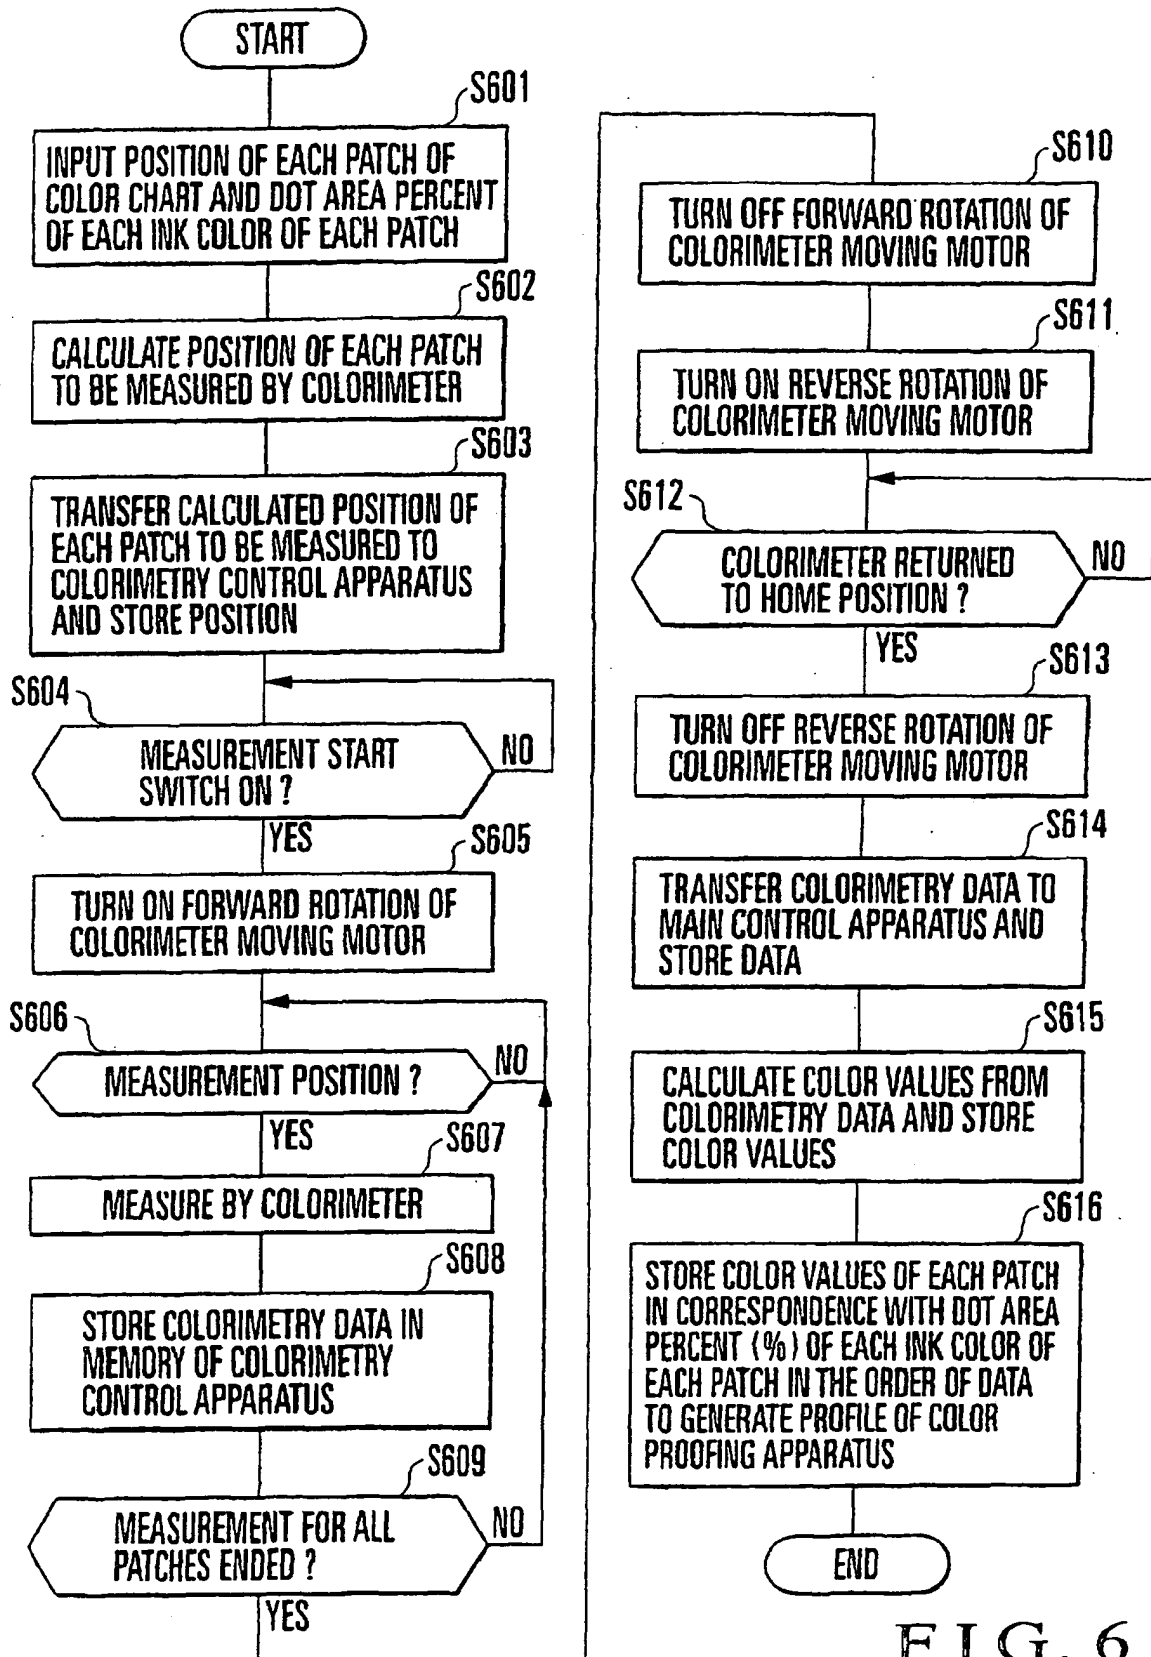 START
S601
INPUT POSITION OF EACH PATCH OF
COLOR CHART AND DOT AREA PERCENT
OF EACH INK COLOR OF EACH PATCH
S602
CALCULATE POSITION OF EACH PATCH
TO BE MEASURED BY COLORIMETER
S603
TRANSFER CALCULATED POSITION OF
EACH PATCH TO BE MEASURED TO
COLORIMETRY CONTROL APPARATUS
AND STORE POSITION
S604
MEASUREMENT START
SWITCH ON ?
NO
YES
S605
TURN ON FORWARD ROTATION OF
COLORIMETER MOVING MOTOR
S606
MEASUREMENT POSITION ?
NO
YES
S607
MEASURE BY COLORIMETER
S608
STORE COLORIMETRY DATA IN
MEMORY OF COLORIMETRY
CONTROL APPARATUS
S609
MEASUREMENT FOR ALL
PATCHES ENDED ?
NO
YES
S610
TURN OFF FORWARD ROTATION OF
COLORIMETER MOVING MOTOR
S611
TURN ON REVERSE ROTATION OF
COLORIMETER MOVING MOTOR
S612
COLORIMETER RETURNED
TO HOME POSITION ?
NO
YES
S613
TURN OFF REVERSE ROTATION OF
COLORIMETER MOVING MOTOR
S614
TRANSFER COLORIMETRY DATA TO
MAIN CONTROL APPARATUS AND
STORE DATA
S615
CALCULATE COLOR VALUES FROM
COLORIMETRY DATA AND STORE
COLOR VALUES
S616
STORE COLOR VALUES OF EACH PATCH
IN CORRESPONDENCE WITH DOT AREA
PERCENT (%) OF EACH INK COLOR OF
EACH PATCH IN THE ORDER OF DATA
TO GENERATE PROFILE OF COLOR
PROOFING APPARATUS
END
FIG. 6